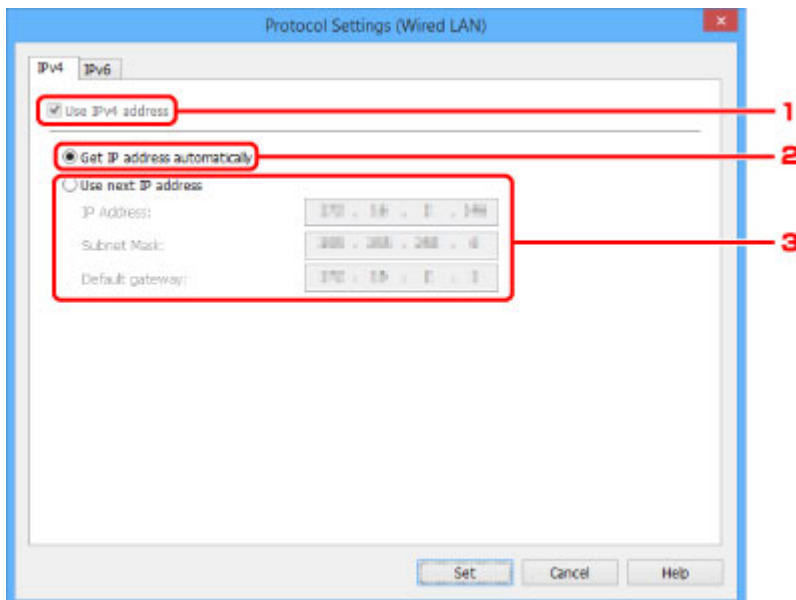 Protocol Settings (Wired LAN)
IPv4 IPv6
Use IPv4 address 1
Get IP address automatically 2
Use next IP address
IP Address:
Subnet Mask: 3
Default gateway:
Set Cancel Help